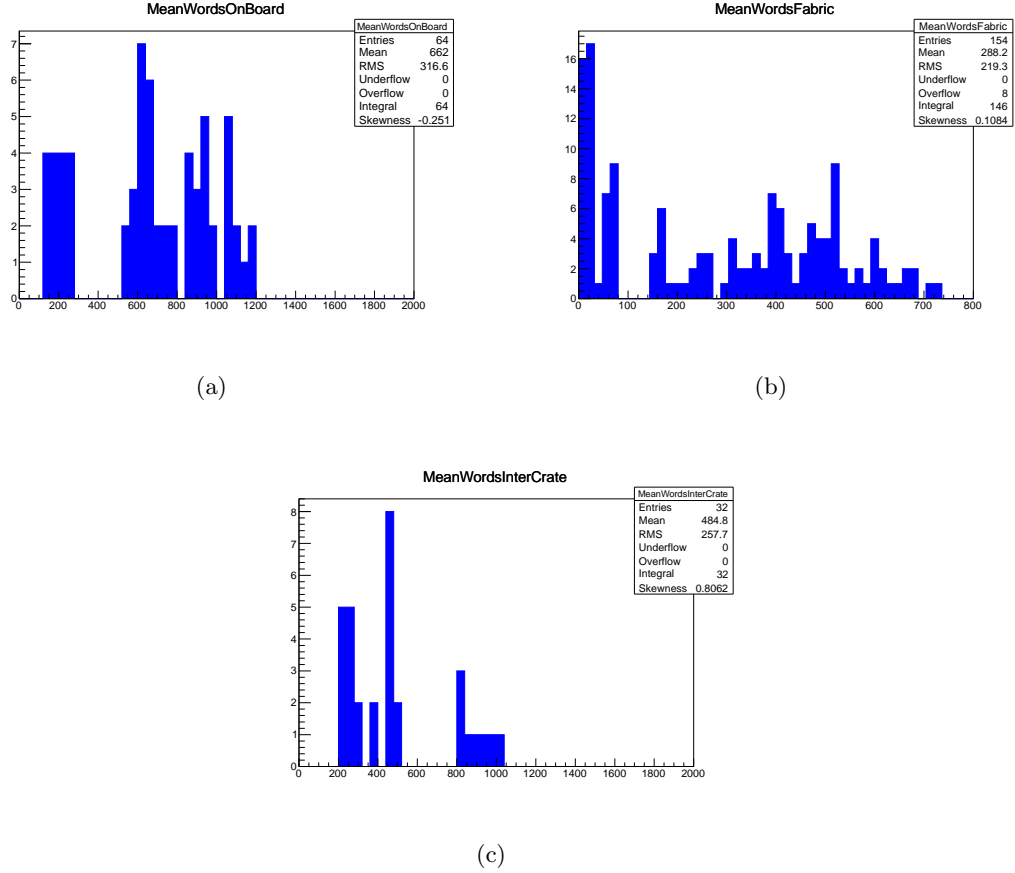 MeanWordsOnBoard
MeanWordsOnBoard
Entries 64
Mean 662
RMS 316.6
Underflow 0
Overflow 0
Integral 64
Skewness -0.251
7
6
5
4
3
2
1
0
0 200 400 600 800 1000 1200 1400 1600 1800 2000
(a)
MeanWordsFabric
MeanWordsFabric
Entries 154
Mean 288.2
RMS 219.3
Underflow 0
Overflow 8
Integral 146
Skewness 0.1084
16
14
12
10
8
6
4
2
0
0 100 200 300 400 500 600 700 800
(b)
MeanWordsInterCrate
MeanWordsInterCrate
Entries 32
Mean 484.8
RMS 257.7
Underflow 0
Overflow 0
Integral 32
Skewness 0.8062
8
7
6
5
4
3
2
1
0
0 200 400 600 800 1000 1200 1400 1600 1800 2000
(c)